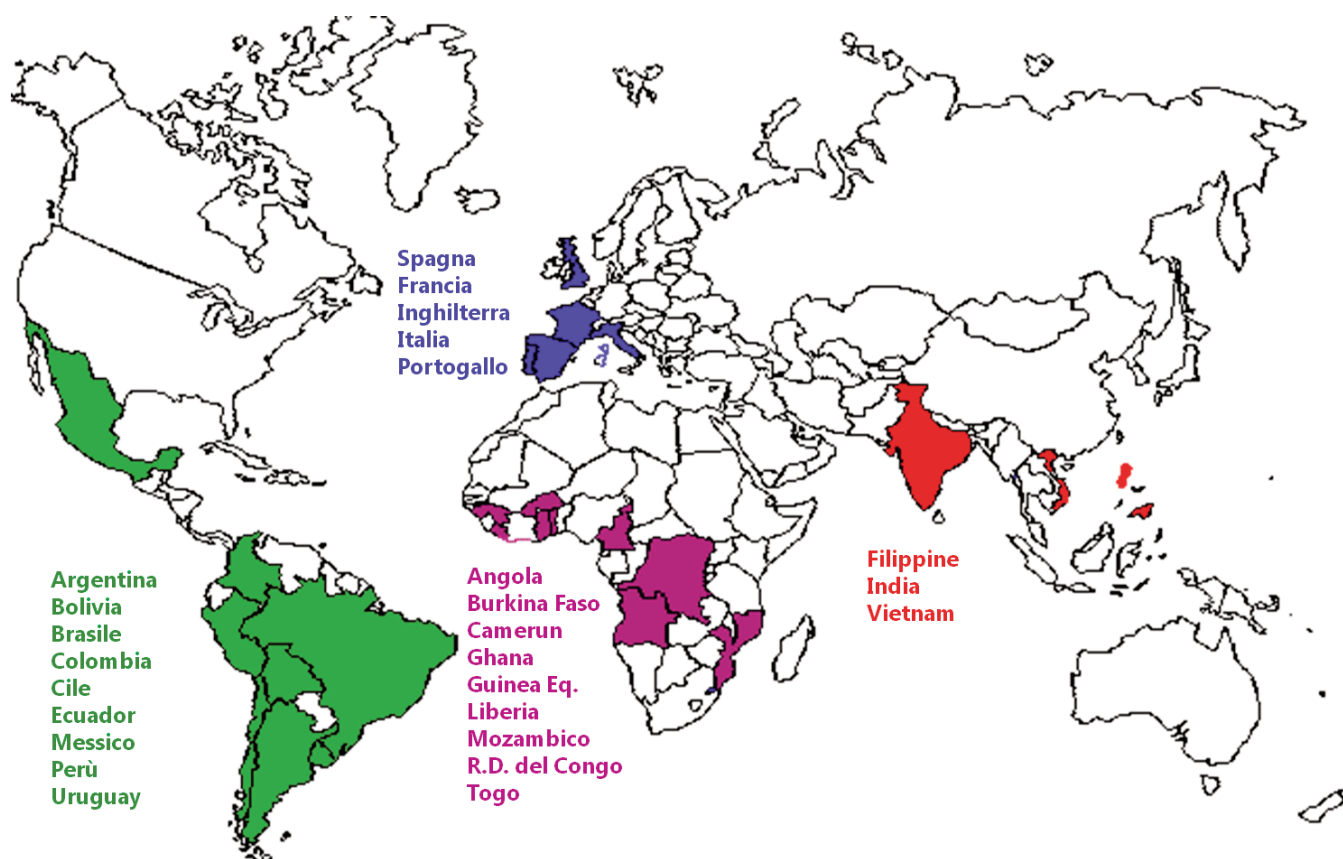 Spagna
Francia
Inghilterra
Italia
Portogallo
Argentina
Bolivia
Brasile
Colombia
Cile
Ecuador
Messico
Perù
Uruguay
Angola
Burkina Faso
Camerun
Ghana
Guinea Eq.
Liberia
Mozambico
R.D. del Congo
Togo
Filippine
India
Vietnam